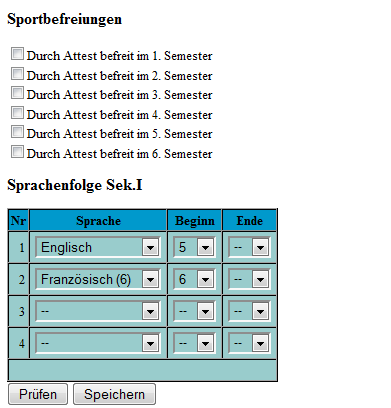 Sportbefreiungen
Durch Attest befreit im 1. Semester
Durch Attest befreit im 2. Semester
Durch Attest befreit im 3. Semester
Durch Attest befreit im 4. Semester
Durch Attest befreit im 5. Semester
Durch Attest befreit im 6. Semester
Sprachenfolge Sek.I
Nr Sprache Beginn Ende
1 Englisch 5 --
2 Französisch (6) 6 --
3 -- -- --
4 -- -- --
Prüfen Speichern